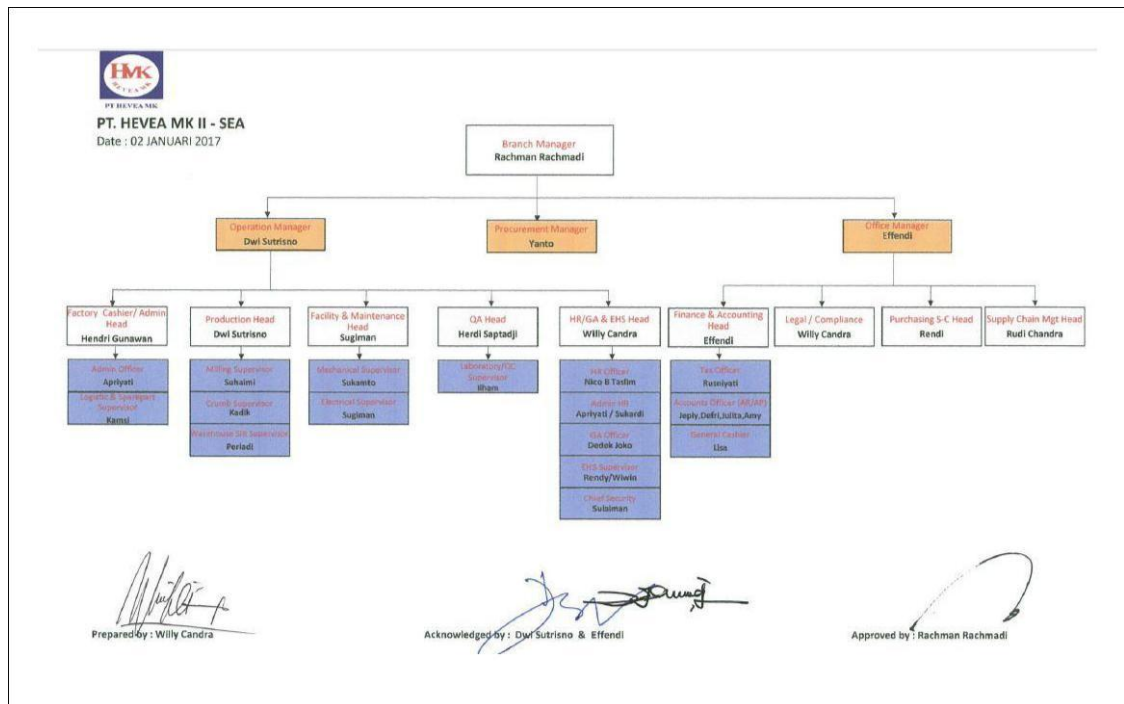 HMK
HEVEA MK
PT HEVEA MK
PT. HEVEA MK II - SEA
Date : 02 JANUARI 2017
Branch Manager
Rachman Rachmadi
Operation Manager
Dwi Sutrisno
Procurement Manager
Yanto
Office Manager
Effendi
Factory Cashier/ Admin
Head
Hendri Gunawan
Production Head
Dwi Sutrisno
Facility & Maintenance
Head
Sugiman
QA Head
Herdi Saptadji
HR/GA & EHS Head
Willy Candra
Finance & Accounting
Head
Effendi
Legal / Compliance
Willy Candra
Purchasing S-C Head
Rendi
Supply Chain Mgt Head
Rudi Chandra
Admin Officer
Apriyati
Logistic & Spareparts
Supervisor
Kamsi
Milling Supervisor
Suhaimi
Crumb Supervisor
Kadik
Warehouse SIR Supervisor
Periadi
Mechanical Supervisor
Sukamto
Electrical Supervisor
Sugiman
Laboratory/QC
Supervisor
Ilham
HR Officer
Nico B Taslim
Admin HR
Apriyati / Sukardi
Officer
Dedek Joko
EHS Supervisor
Rendy/Wiwin
Chief Security
Sulaiman
Tax Officer
Rusniyati
Accounts Officer (AR/AP)
Jeply,Defri,Julita,Amy
General Cashier
Lisa
Prepared by : Willy Candra
Acknowledged by : Dwi Sutrisno & Effendi
Approved by : Rachman Rachmadi